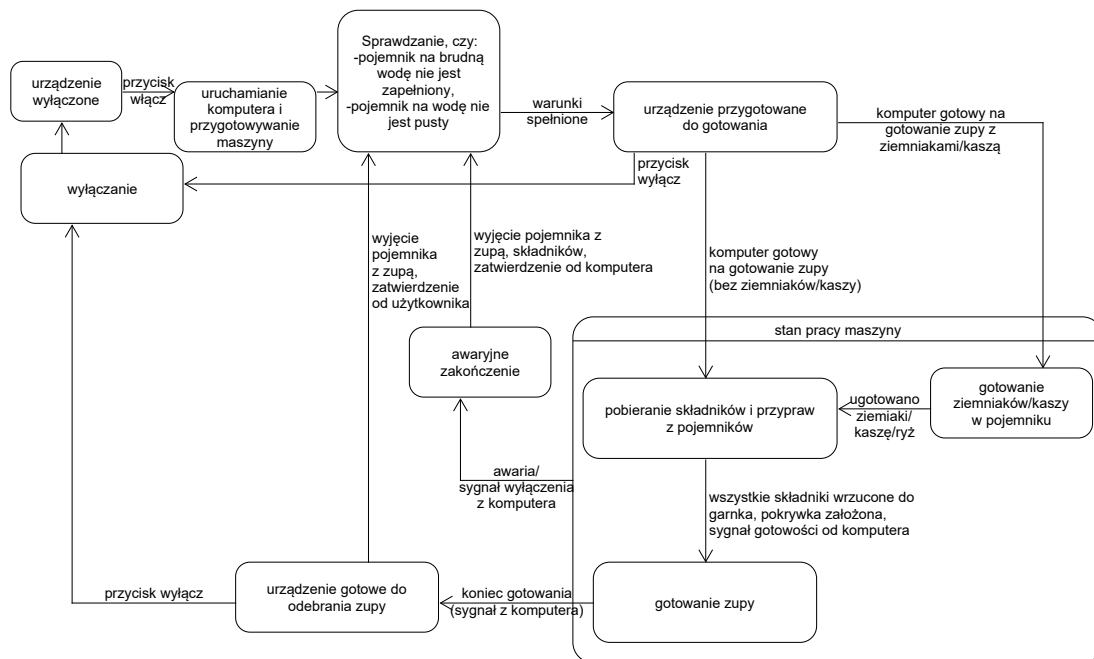 urządzenie
wyłączone
przycisk
włącz
uruchamianie
komputera i
przygotowywanie
maszyny
Sprawdzanie, czy:
-pojemnik na brudną
wodę nie jest
zapełniony,
-pojemnik na wodę nie
jest pusty
warunki
spełnione
urządzenie przygotowane
do gotowania
komputer gotowy na
gotowanie zupy z
ziemniakami/kaszą
przycisk
wyłącz
wyłączanie
wyjęcie
pojemnika
z zupą,
zatwierdzenie
od użytkownika
wyjęcie pojemnika z
zupą, składników,
zatwierdzenie od komputera
komputer gotowy
na gotowanie zupy
(bez ziemniaków/kaszy)
stan pracy maszyny
awaryjne
zakończenie
pobieranie składników i przypraw
z pojemników
ugotowano
ziemiaki/
kaszę/ryż
gotowanie
ziemniaków/kaszy
w pojemniku
awaria/
sygnał wyłączenia
z komputera
wszystkie składniki wrzucone do
garnka, pokrywka założona,
sygnał gotowości od komputera
przycisk wyłącz
urządzenie gotowe do
odebrania zupy
koniec gotowania
(sygnał z komputera)
gotowanie zupy